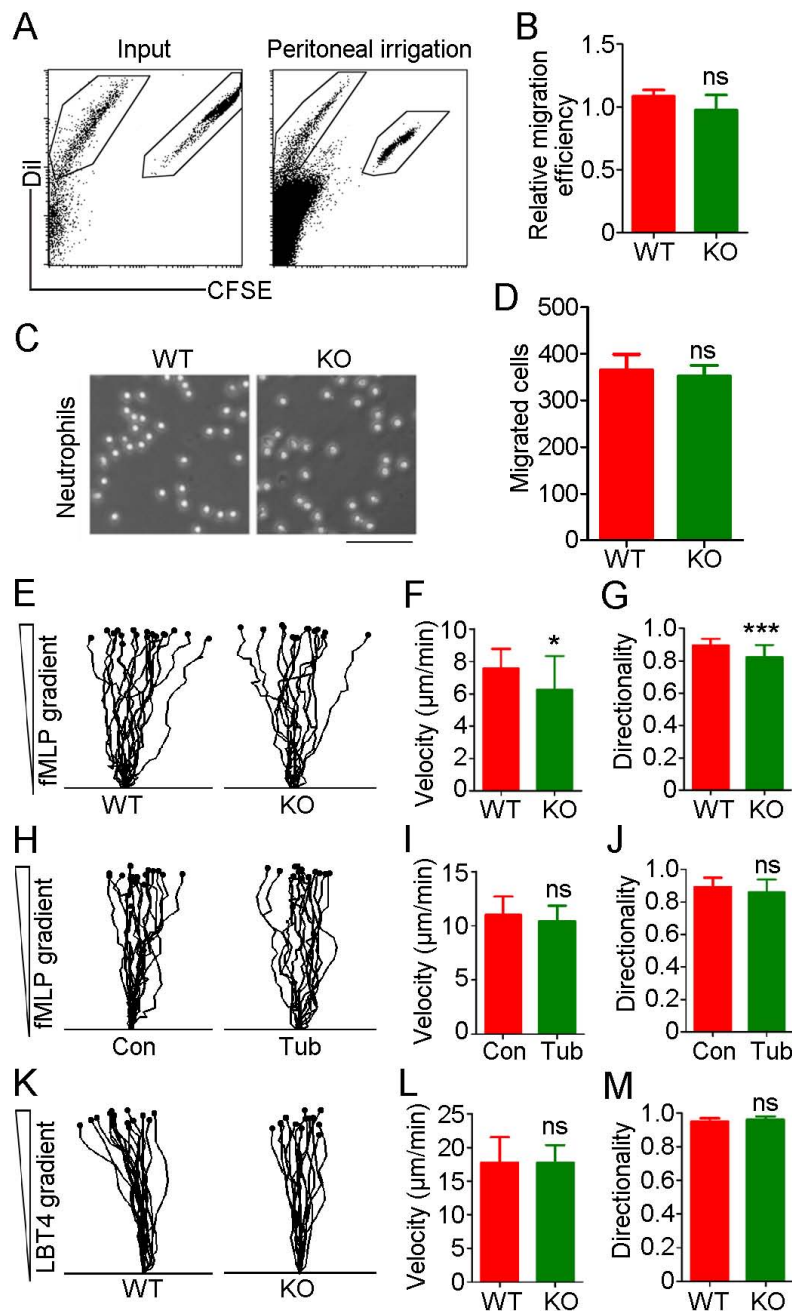 A
Input
Peritoneal irrigation
DiI
CFSE
B
Relative migration
efficiency
1.5
1.0
0.5
0
ns
WT KO
C
WT
KO
Neutrophils
D
Migrated cells
500
400
300
200
100
0
ns
WT KO
E
fMLP gradient
WT
KO
F
Velocity (µm/min)
10
8
6
4
2
0
*
WT KO
G
Directionality
1.0
0.8
0.6
0.4
0.2
0
***
WT KO
H
fMLP gradient
Con
Tub
I
Velocity (µm/min)
15
10
5
0
ns
Con Tub
J
Directionality
1.0
0.8
0.6
0.4
0.2
0
ns
Con Tub
K
LBT4 gradient
WT
KO
L
Velocity (µm/min)
25
20
15
10
5
0
ns
WT KO
M
Directionality
1.0
0.8
0.6
0.4
0.2
0
ns
WT KO